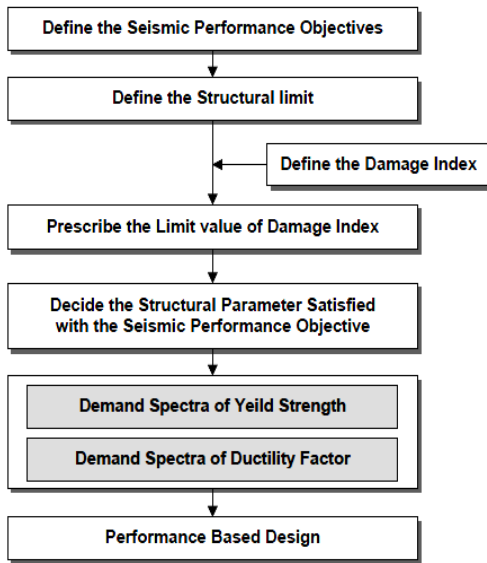 Define the Seismic Performance Objectives
Define the Structural limit
Define the Damage Index
Prescribe the Limit value of Damage Index
Decide the Structural Parameter Satisfied
with the Seismic Performance Objective
Demand Spectra of Yeild Strength
Demand Spectra of Ductility Factor
Performance Based Design